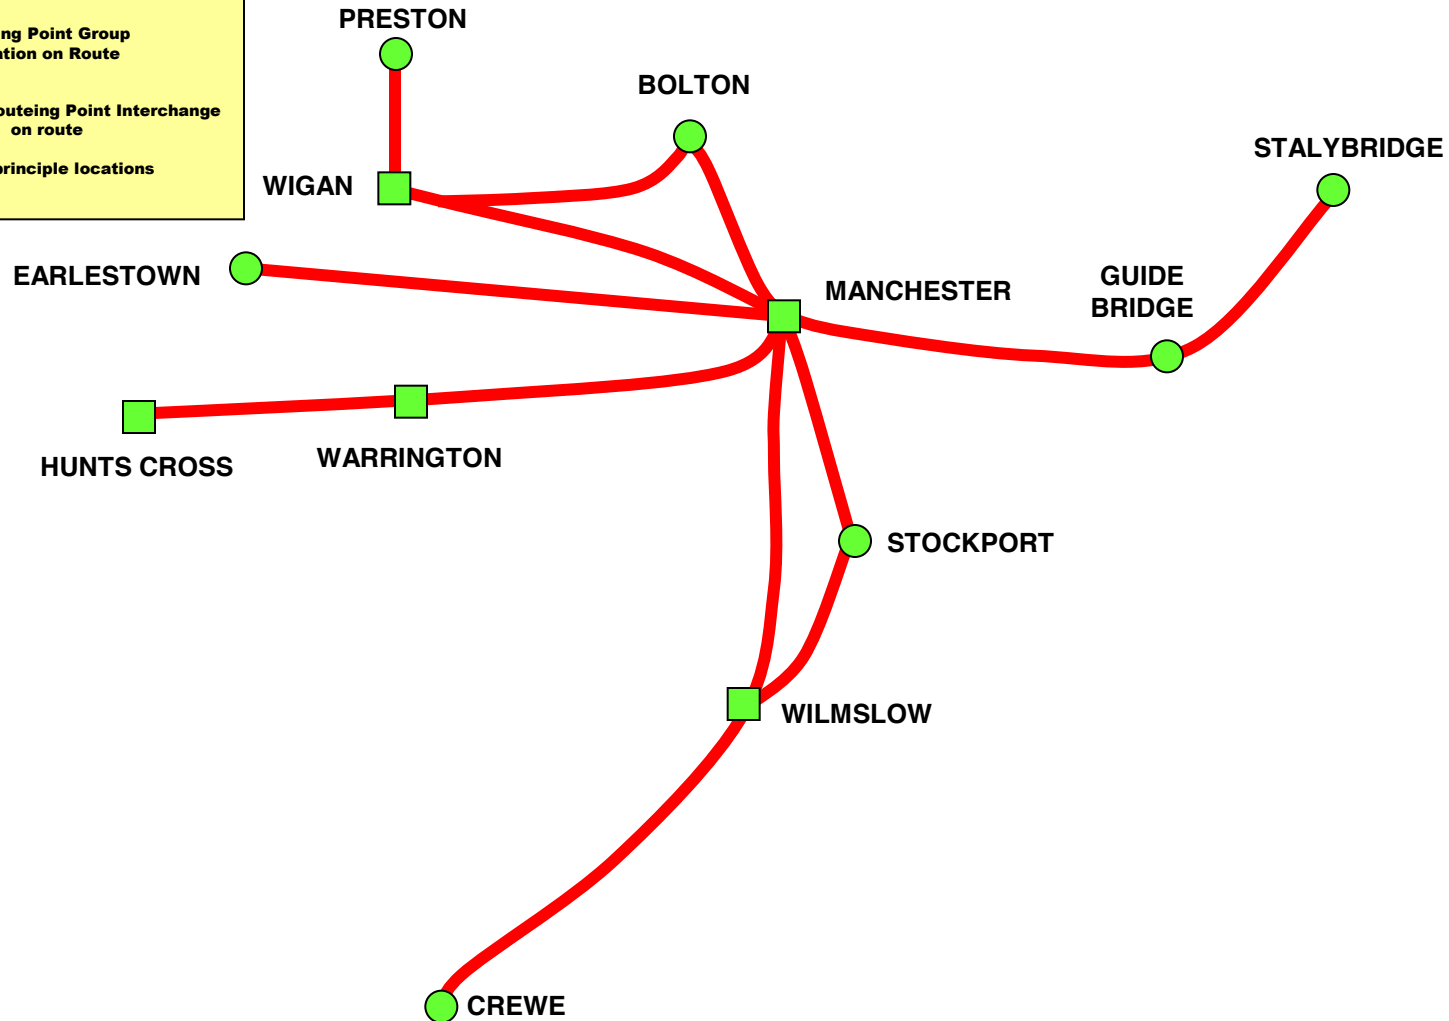 PRESTON
ng Point Group
tion on Route
BOLTON
outeing Point Interchange
on route
STALYBRIDGE
principle locations
WIGAN
EARLESTOWN
GUIDE
BRIDGE
MANCHESTER
HUNTS CROSS
WARRINGTON
STOCKPORT
WILMSLOW
CREWE